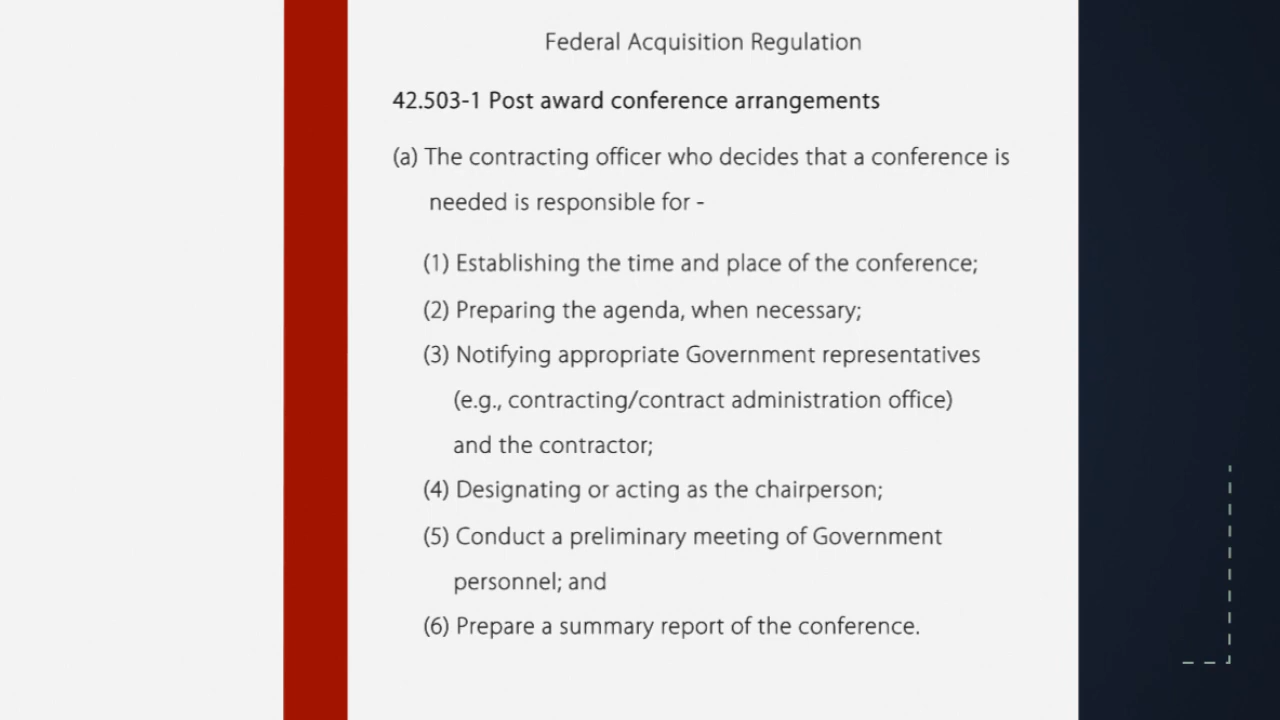 Federal Acquisition Regulation
42.503-1 Post award conference arrangements
(a) The contracting officer who decides that a conference is
needed is responsible for -
(1) Establishing the time and place of the conference;
(2) Preparing the agenda, when necessary;
(3) Notifying appropriate Government representatives
(e.g., contracting/contract administration office)
and the contractor;
(4) Designating or acting as the chairperson;
(5) Conduct a preliminary meeting of Government
personnel; and
(6) Prepare a summary report of the conference.